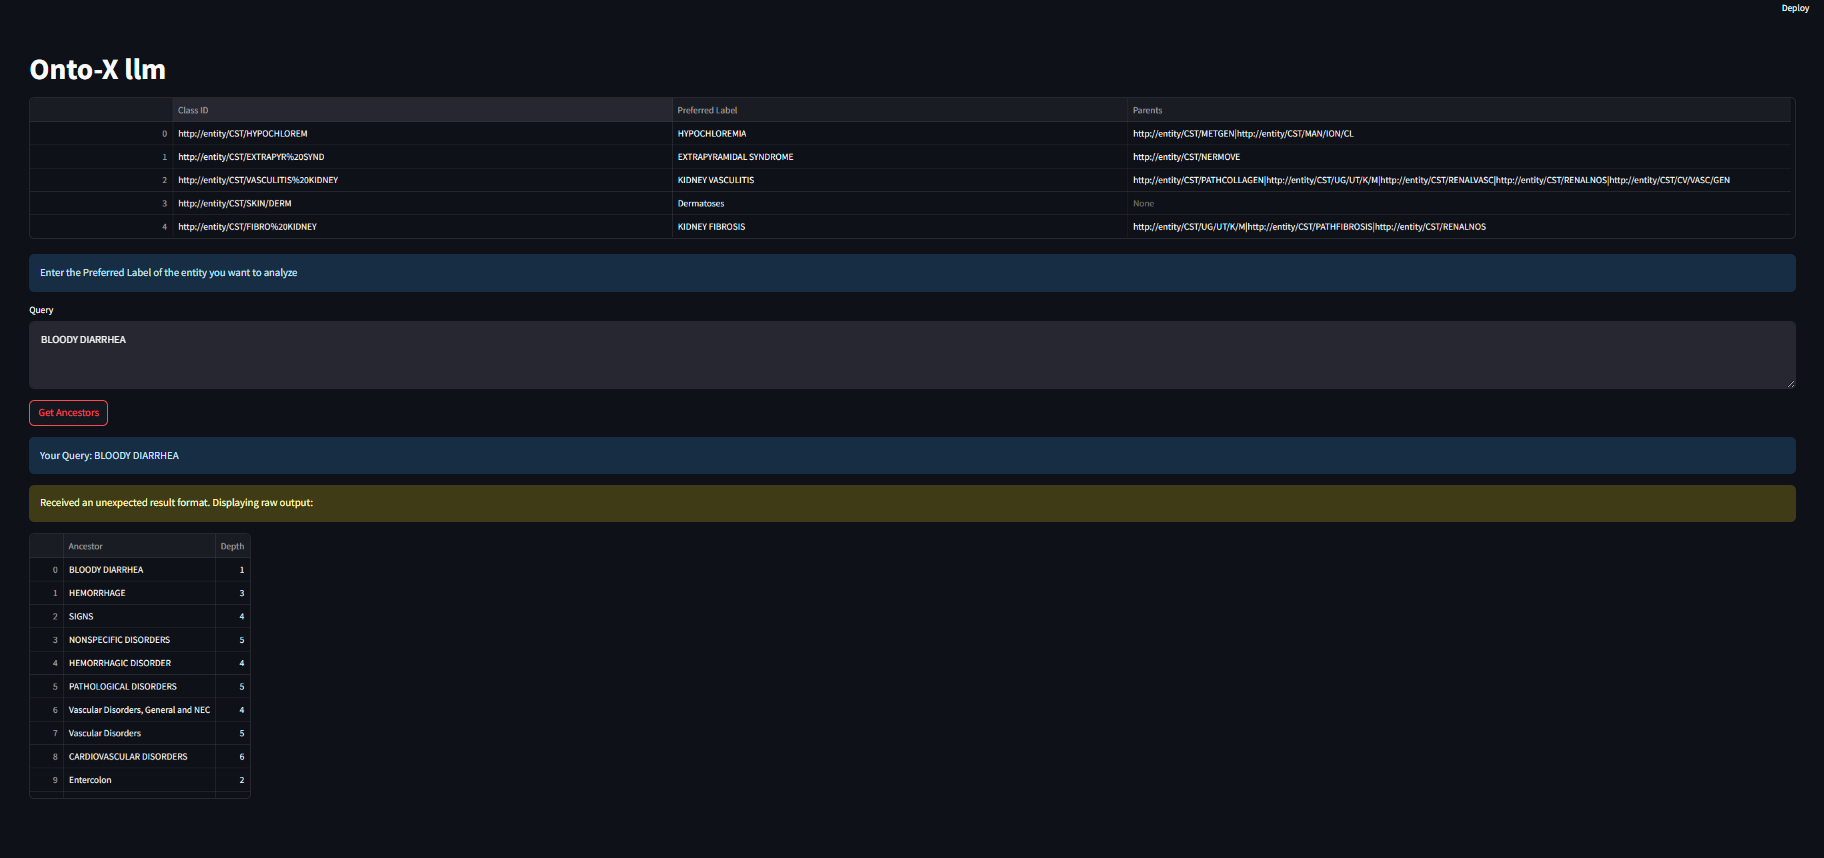 Deploy
Onto-X llm
Class ID Preferred Label Parents
0 http://entity/CST/HYPOCHLOREM HYPOCHLOREMIA http://entity/CST/METGEN|http://entity/CST/MAN/ION/CL
1 http://entity/CST/EXTRAPYR%20SYND EXTRAPYRAMIDAL SYNDROME http://entity/CST/NERMOVE
2 http://entity/CST/VASCULITIS%20KIDNEY KIDNEY VASCULITIS http://entity/CST/PATHCOLLAGEN|http://entity/CST/UG/UT/K/M|http://entity/CST/RENALVASC|http://entity/CST/RENALNOS|http://entity/CST/CV/VASC/GEN
3 http://entity/CST/SKIN/DERM Dermatoses None
4 http://entity/CST/FIBRO%20KIDNEY KIDNEY FIBROSIS http://entity/CST/UG/UT/K/M|http://entity/CST/PATHFIBROSIS|http://entity/CST/RENALNOS
Enter the Preferred Label of the entity you want to analyze
Query
BLOODY DIARRHEA
Get Ancestors
Your Query: BLOODY DIARRHEA
Received an unexpected result format. Displaying raw output:
Ancestor Depth
0 BLOODY DIARRHEA 1
1 HEMORRHAGE 3
2 SIGNS 4
3 NONSPECIFIC DISORDERS 5
4 HEMORRHAGIC DISORDER 4
5 PATHOLOGICAL DISORDERS 5
6 Vascular Disorders, General and NEC 4
7 Vascular Disorders 5
8 CARDIOVASCULAR DISORDERS 6
9 Entercolon 2